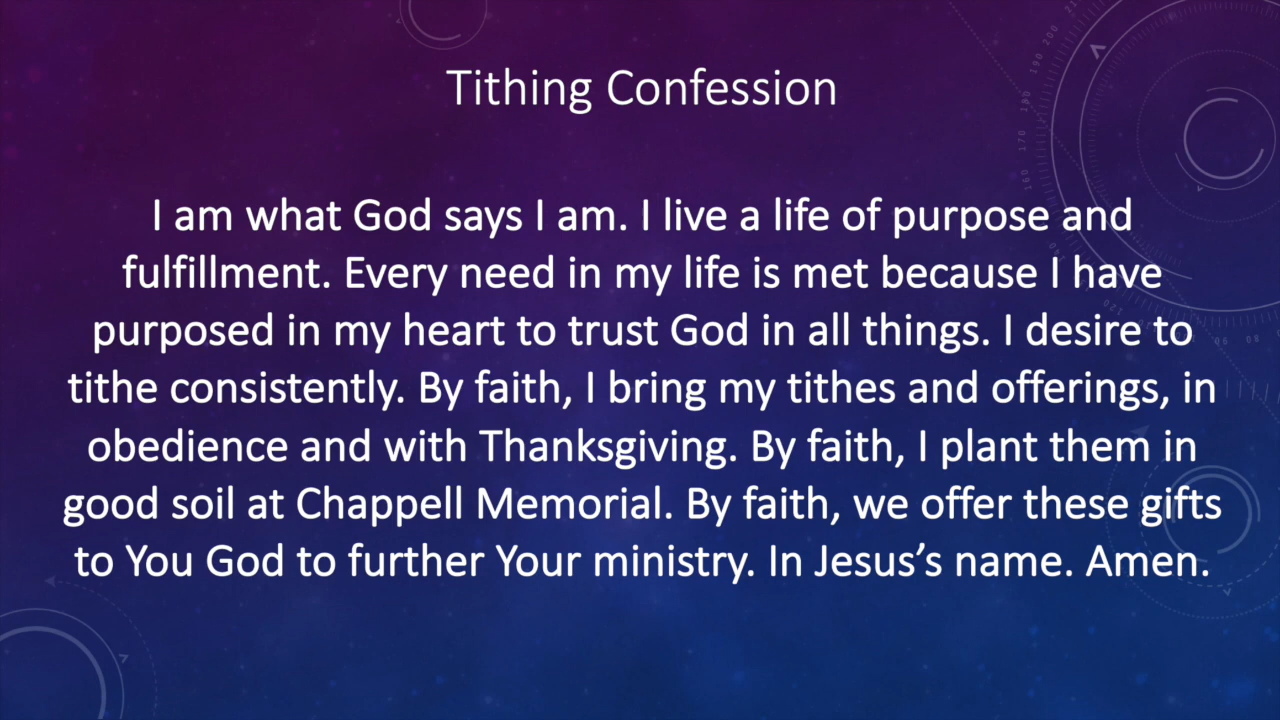 Tithing Confession
I am what God says I am. I live a life of purpose and
fulfillment. Every need in my life is met because I have
purposed in my heart to trust God in all things. I desire to
tithe consistently. By faith, I bring my tithes and offerings, in
obedience and with Thanksgiving. By faith, I plant them in
good soil at Chappell Memorial. By faith, we offer these gifts
to You God to further Your ministry. In Jesus’s name. Amen.